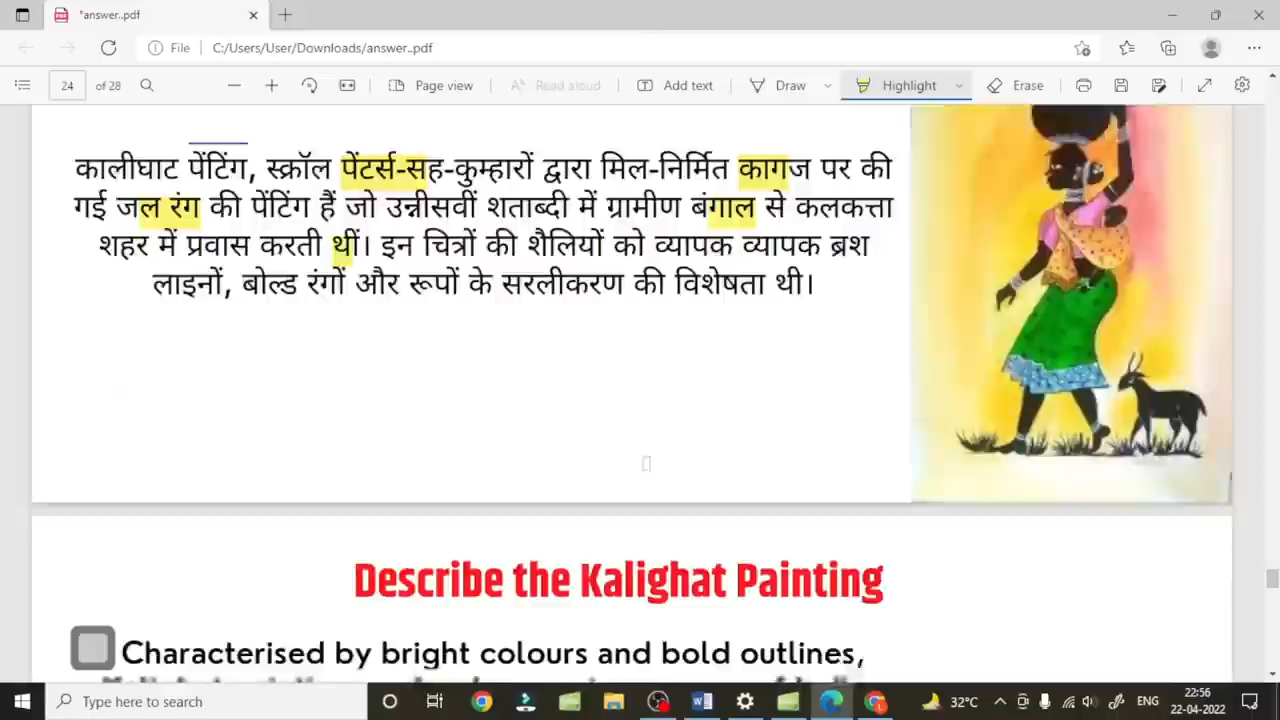 *answer..pdf
File
C:/Users/User/Downloads/answer..pdf
24 of 28
Page view
Read aloud
Add text
Draw
Highlight
Erase
कालीघाट पेंटिंग, स्क्रॉल पेंटर्स-सह-कुम्हारों द्वारा मिल-निर्मित कागज पर की
गई जल रंग की पेंटिंग हैं जो उन्नीसवीं शताब्दी में ग्रामीण बंगाल से कलकत्ता
शहर में प्रवास करती थीं। इन चित्रों की शैलियों को व्यापक व्यापक ब्रश
लाइनों, बोल्ड रंगों और रूपों के सरलीकरण की विशेषता थी।
Describe the Kalighat Painting
Characterised by bright colours and bold outlines,
Type here to search
32°C
ENG
22:56
22-04-2022